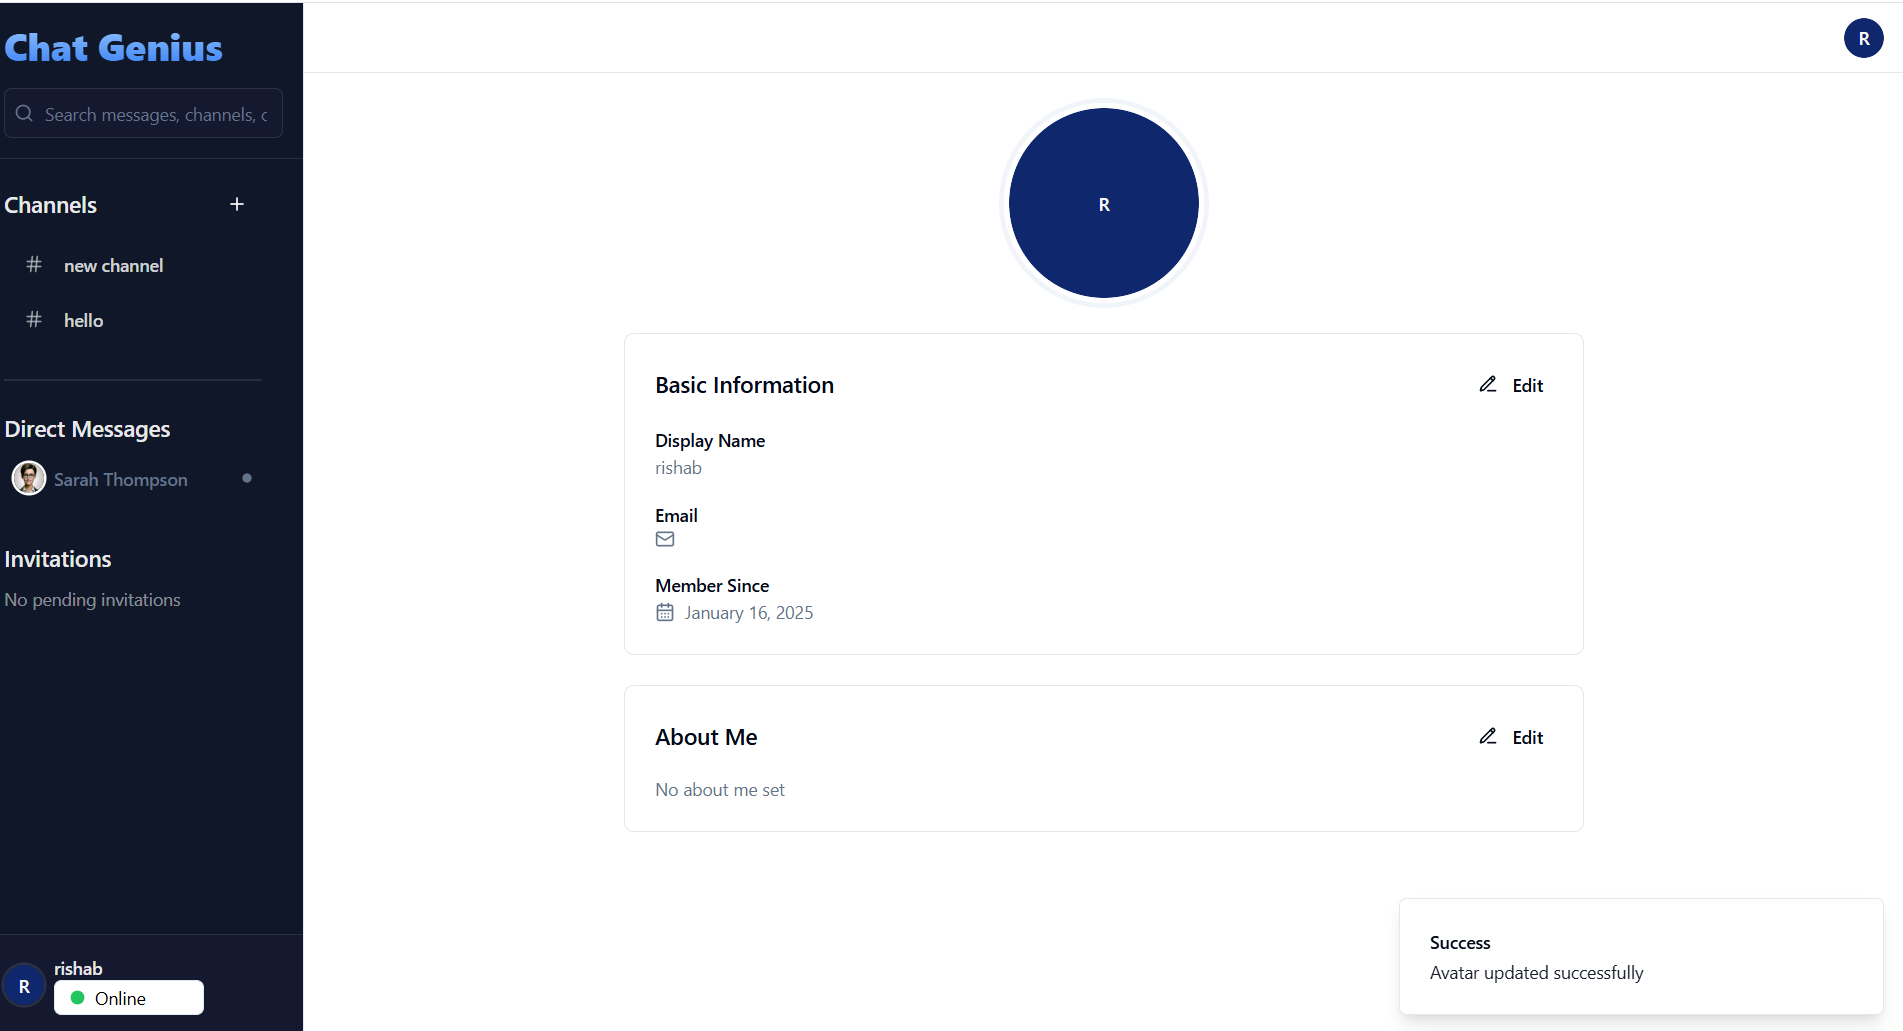 Chat Genius
Search messages, channels, c
Channels
# new channel
# hello
Direct Messages
Sarah Thompson
Invitations
No pending invitations
R
rishab
Online
R
R
Basic Information
Edit
Display Name
rishab
Email
Member Since
January 16, 2025
About Me
Edit
No about me set
Success
Avatar updated successfully